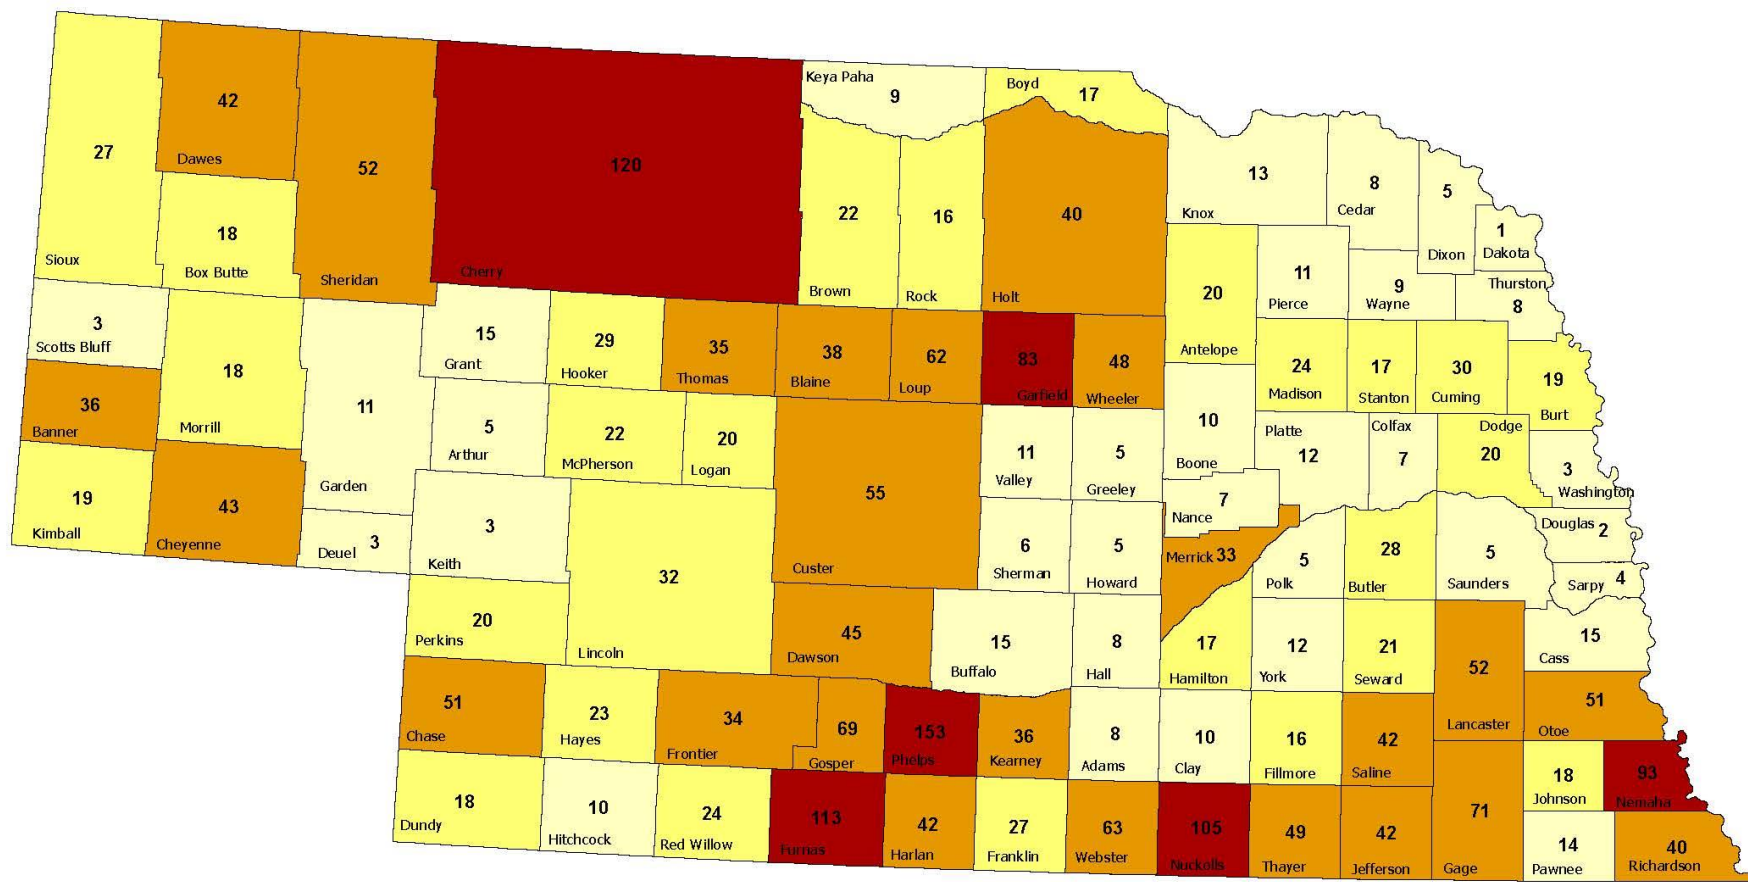 27
Sioux
42
Dawes
18
Box Butte
52
Sheridan
120
Cherry
Keya Paha
9
Boyd
17
22
Brown
16
Rock
40
Holt
13
Knox
8
Cedar
5
Dixon
1
Dakota
3
Scotts Bluff
36
Banner
19
Kimball
18
Morrill
43
Cheyenne
11
Garden
Deuel 3
15
Grant
29
Hooker
35
Thomas
38
Blaine
62
Loup
83
Garfield
48
Wheeler
20
Antelope
11
Pierce
9
Wayne
Thurston
8
5
Arthur
22
McPherson
20
Logan
55
Custer
11
Valley
5
Greeley
10
Boone
24
Madison
17
Stanton
30
Cuming
19
Burt
Platte
12
Colfax
7
Dodge
20
3
Washington
3
Keith
32
Lincoln
6
Sherman
5
Howard
7
Nance
Merrick 33
5
Polk
28
Butler
5
Saunders
Douglas 2
Sarpy 4
20
Perkins
45
Dawson
15
Buffalo
8
Hall
17
Hamilton
12
York
21
Seward
52
Lancaster
15
Cass
51
Otoe
51
Chase
23
Hayes
34
Frontier
69
Gosper
153
Phelps
36
Kearney
8
Adams
10
Clay
16
Fillmore
42
Saline
71
Gage
18
Johnson
93
Nemaha
18
Dundy
10
Hitchcock
24
Red Willow
113
Furnas
42
Harlan
27
Franklin
63
Webster
105
Nuckolls
49
Thayer
42
Jefferson
14
Pawnee
40
Richardson